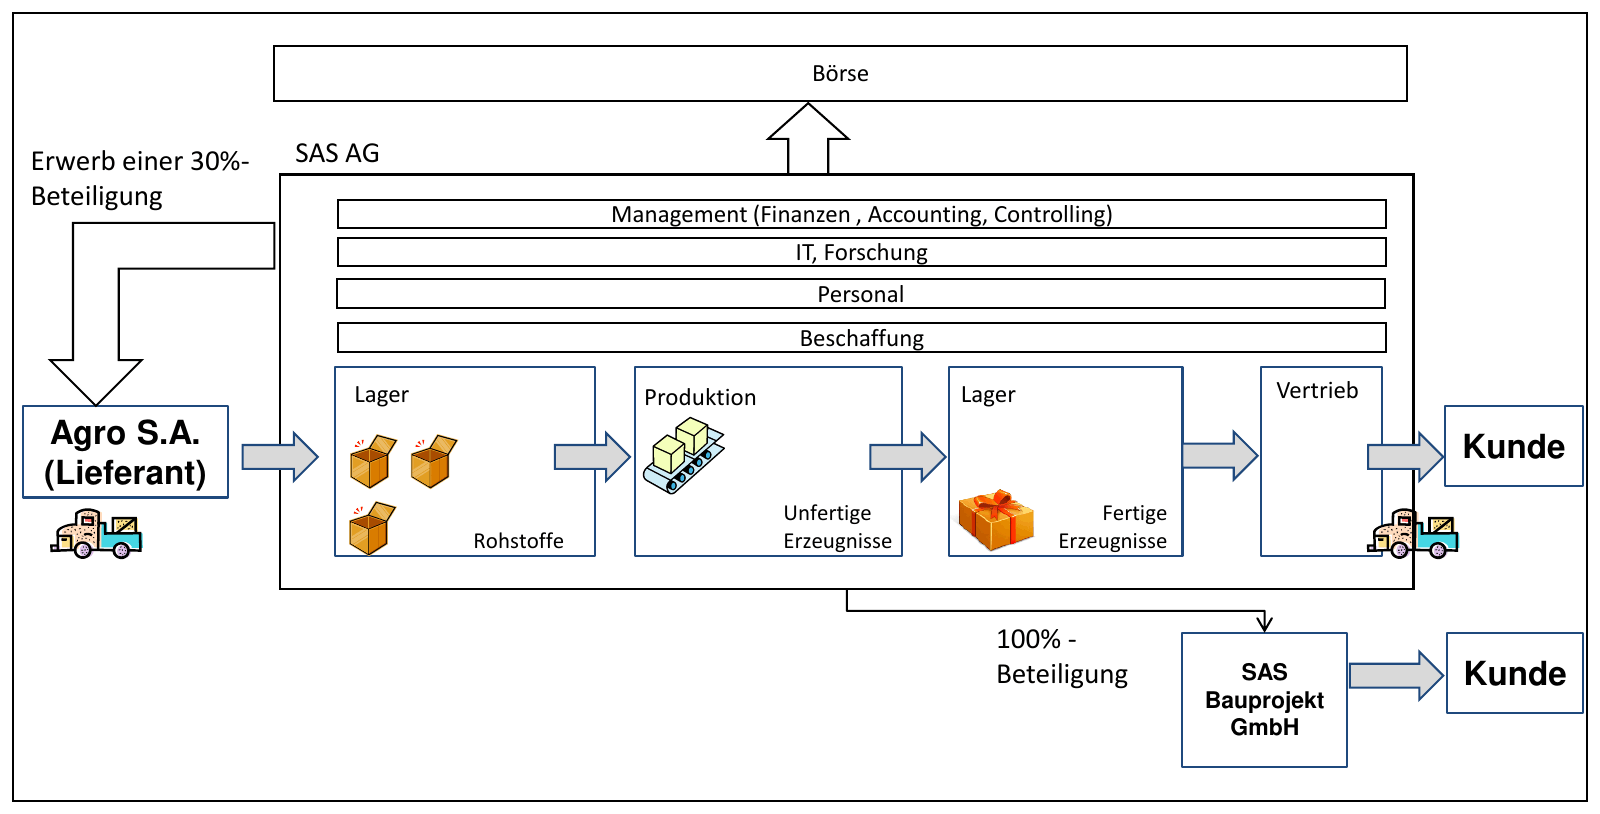 Börse
SAS AG
Erwerb einer 30%-
Beteiligung
Management (Finanzen , Accounting, Controlling)
IT, Forschung
Personal
Beschaffung
Agro S.A.
(Lieferant)
Lager
Rohstoffe
Produktion
Unfertige
Erzeugnisse
Lager
Fertige
Erzeugnisse
Vertrieb
Kunde
100% -
Beteiligung
SAS
Bauprojekt
GmbH
Kunde